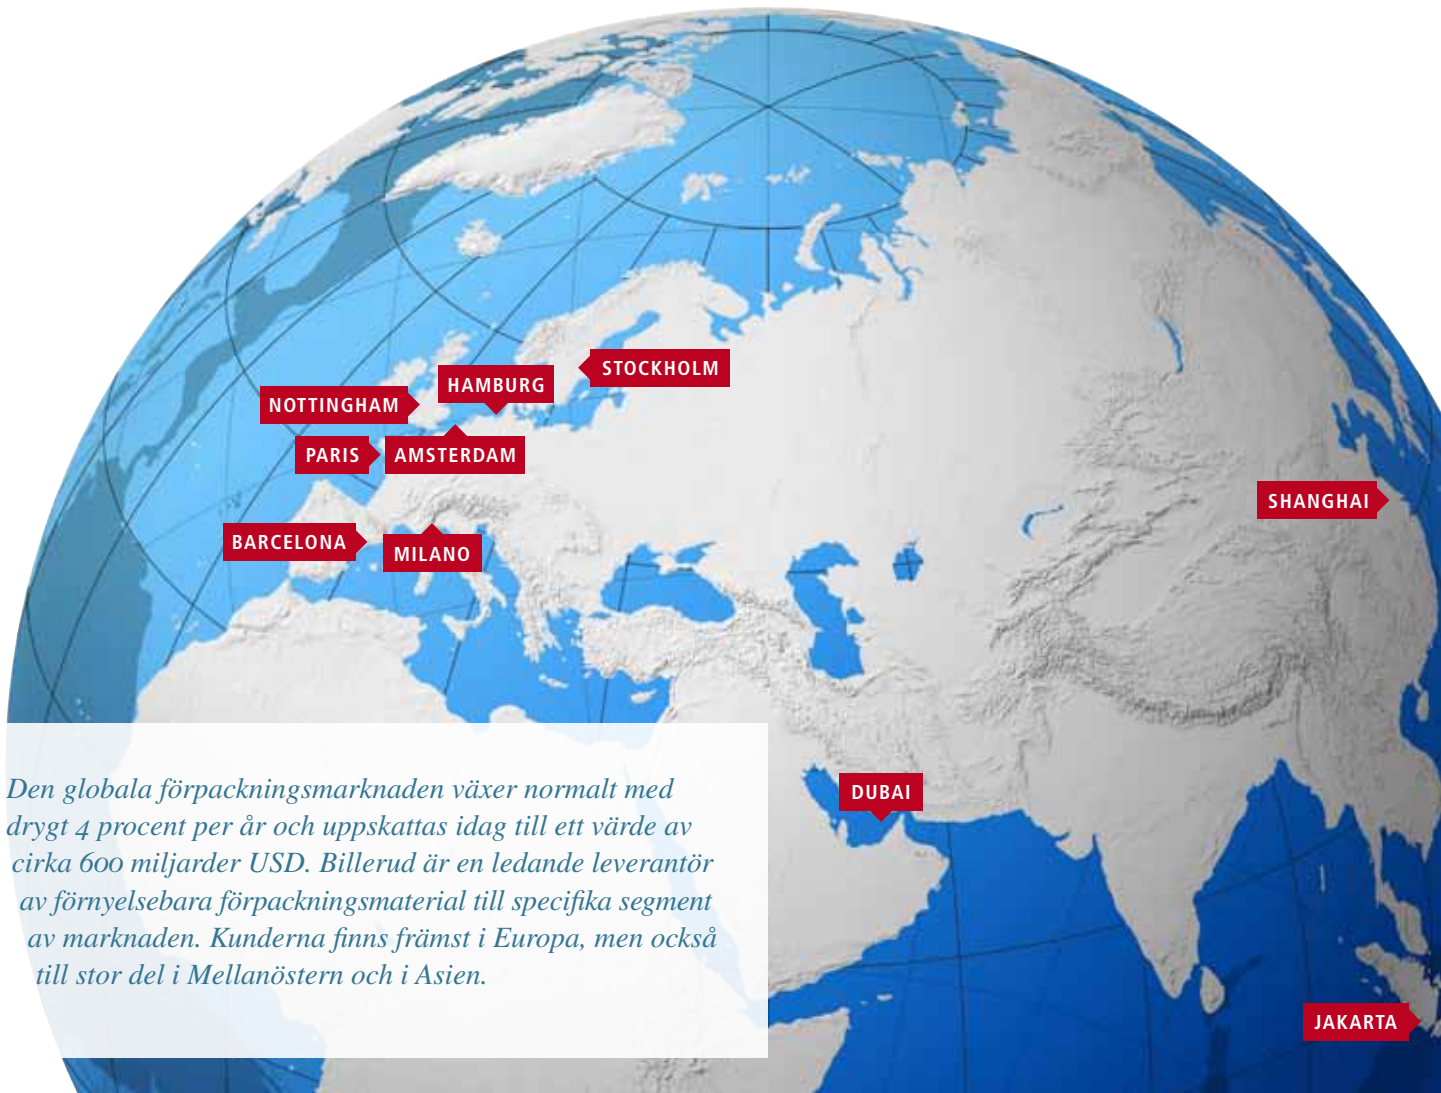 STOCKHOLM
HAMBURG
NOTTINGHAM
PARIS
AMSTERDAM
SHANGHAI
BARCELONA
MILANO
DUBAI
Den globala förpackningsmarknaden växer normalt med
drygt 4 procent per år och uppskattas idag till ett värde av
cirka 600 miljarder USD. Billerud är en ledande leverantör
av förnyelsebara förpackningsmaterial till specifika segment
av marknaden. Kunderna finns främst i Europa, men också
till stor del i Mellanöstern och i Asien.
JAKARTA